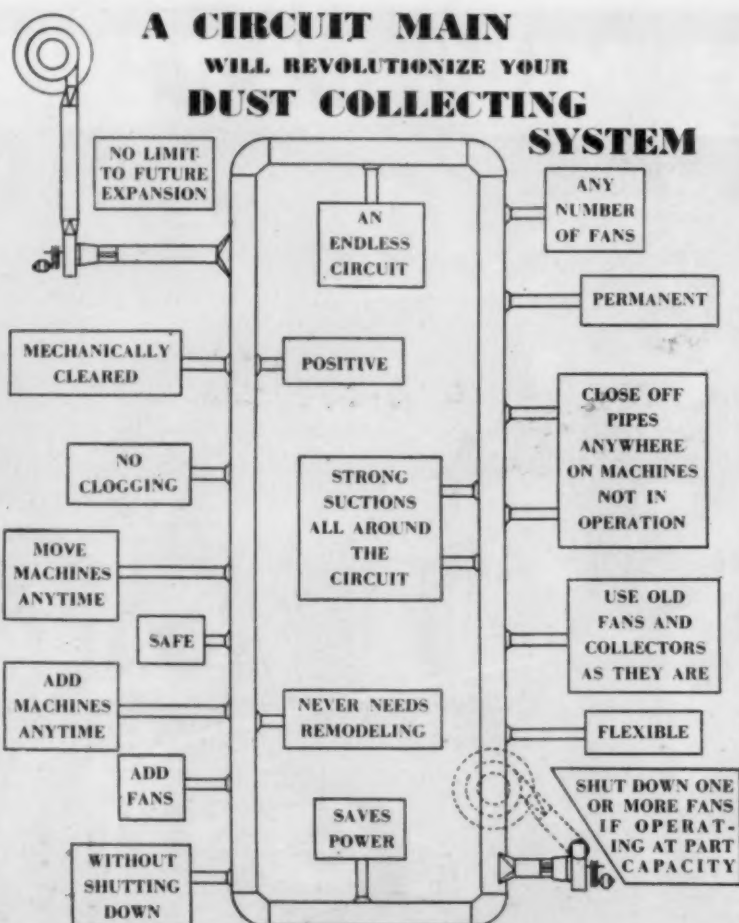 A CIRCUIT MAIN
WILL REVOLUTIONIZE YOUR
DUST COLLECTING
SYSTEM
NO LIMIT
TO FUTURE
EXPANSION
AN
ENDLESS
CIRCUIT
ANY
NUMBER
OF FANS
PERMANENT
MECHANICALLY
CLEARED
POSITIVE
CLOSE OFF
PIPES
ANYWHERE
ON MACHINES
NOT IN
OPERATION
NO
CLOGGING
STRONG
SUCTIONS
ALL AROUND
THE
CIRCUIT
MOVE
MACHINES
ANYTIME
SAFE
USE OLD
FANS AND
COLLECTORS
AS THEY ARE
ADD
MACHINES
ANYTIME
NEVER NEEDS
REMODELING
FLEXIBLE
ADD
FANS
SAVES
POWER
SHUT DOWN ONE
OR MORE FANS
IF OPERAT-
ING AT PART
CAPACITY
WITHOUT
SHUTTING
DOWN